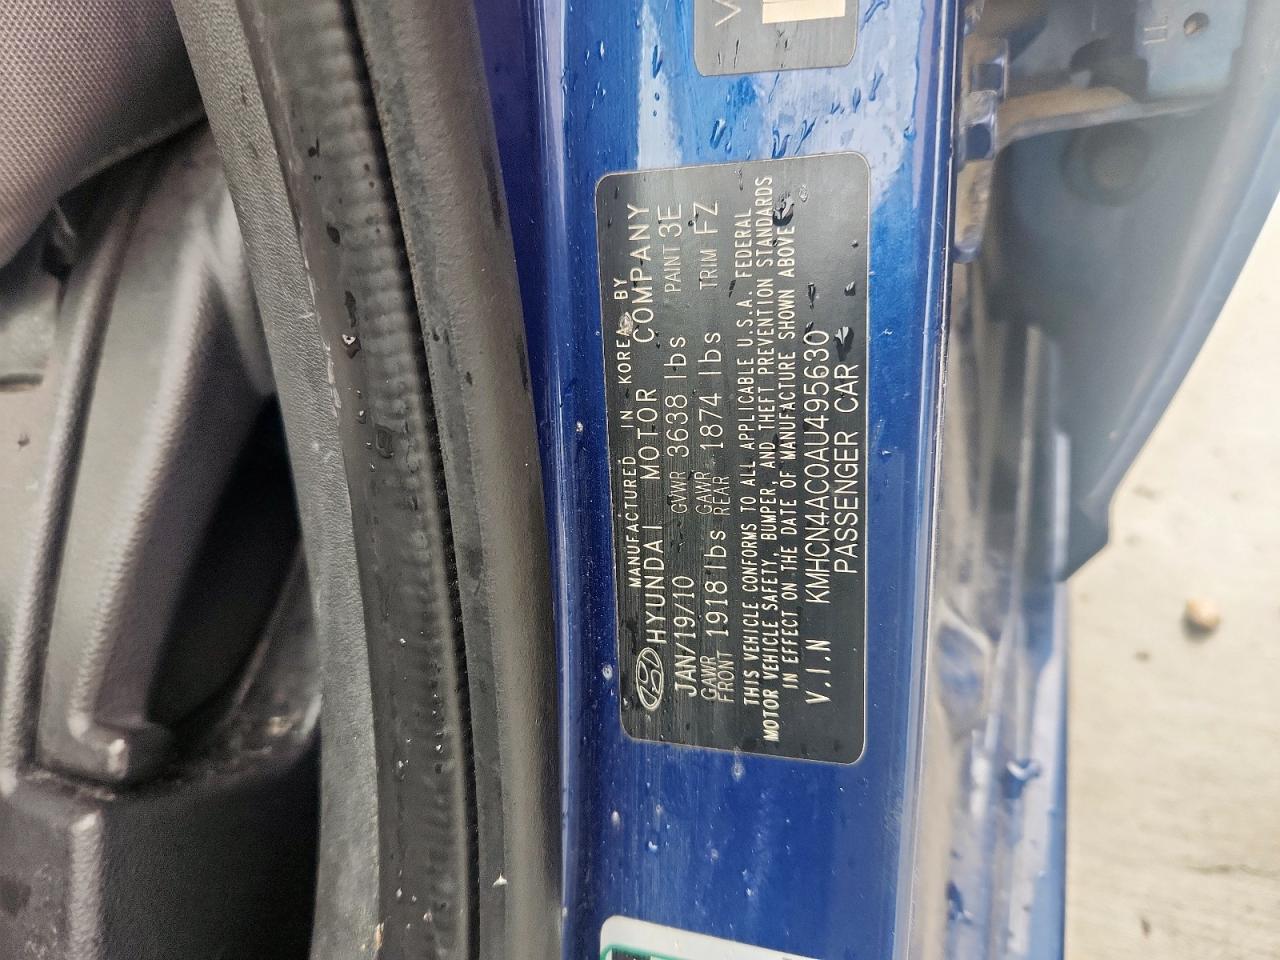 MANUFACTURED IN KOREA BY
HYUNDAI MOTOR COMPANY
JAN/19/10 GVWR 3638 lbs PAINT 3E
GAWR FRONT 1918 lbs GAWR REAR 1874 lbs TRIM FZ
THIS VEHICLE CONFORMS TO ALL APPLICABLE U.S.A. FEDERAL
MOTOR VEHICLE SAFETY, BUMPER, AND THEFT PREVENTION STANDARDS
IN EFFECT ON THE DATE OF MANUFACTURE SHOWN ABOVE
V.I.N KMHCN4AC0AU495630
PASSENGER CAR